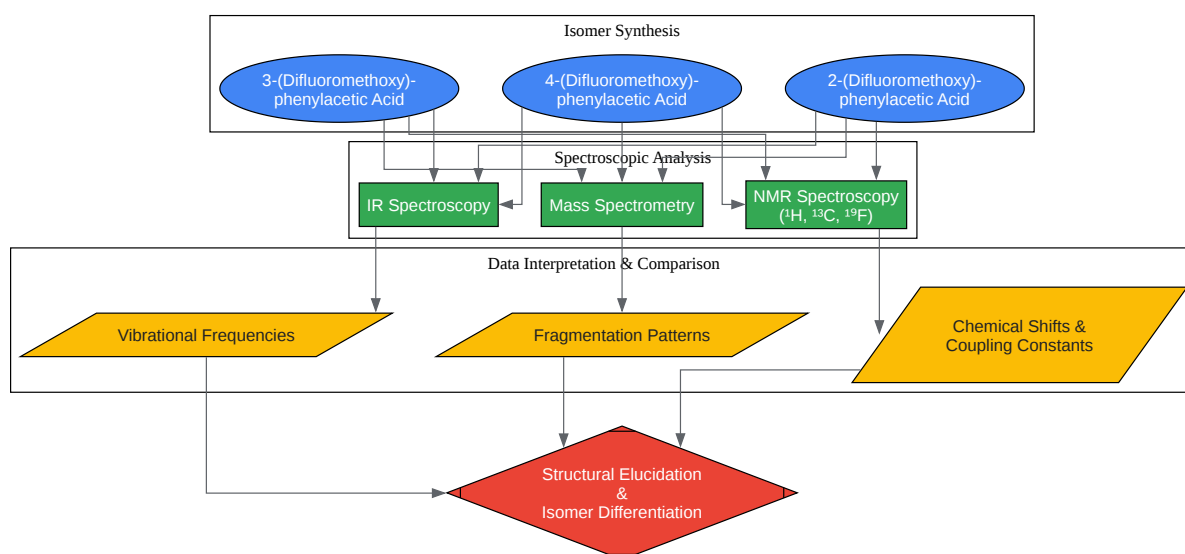 Isomer Synthesis
3-(Difluoromethoxy)-
phenylacetic Acid
4-(Difluoromethoxy)-
phenylacetic Acid
2-(Difluoromethoxy)-
phenylacetic Acid
Spectroscopic Analysis
IR Spectroscopy
Mass Spectrometry
NMR Spectroscopy
(¹H, ¹³C, ¹⁹F)
Data Interpretation & Comparison
Vibrational Frequencies
Fragmentation Patterns
Chemical Shifts &
Coupling Constants
Structural Elucidation
&
Isomer Differentiation